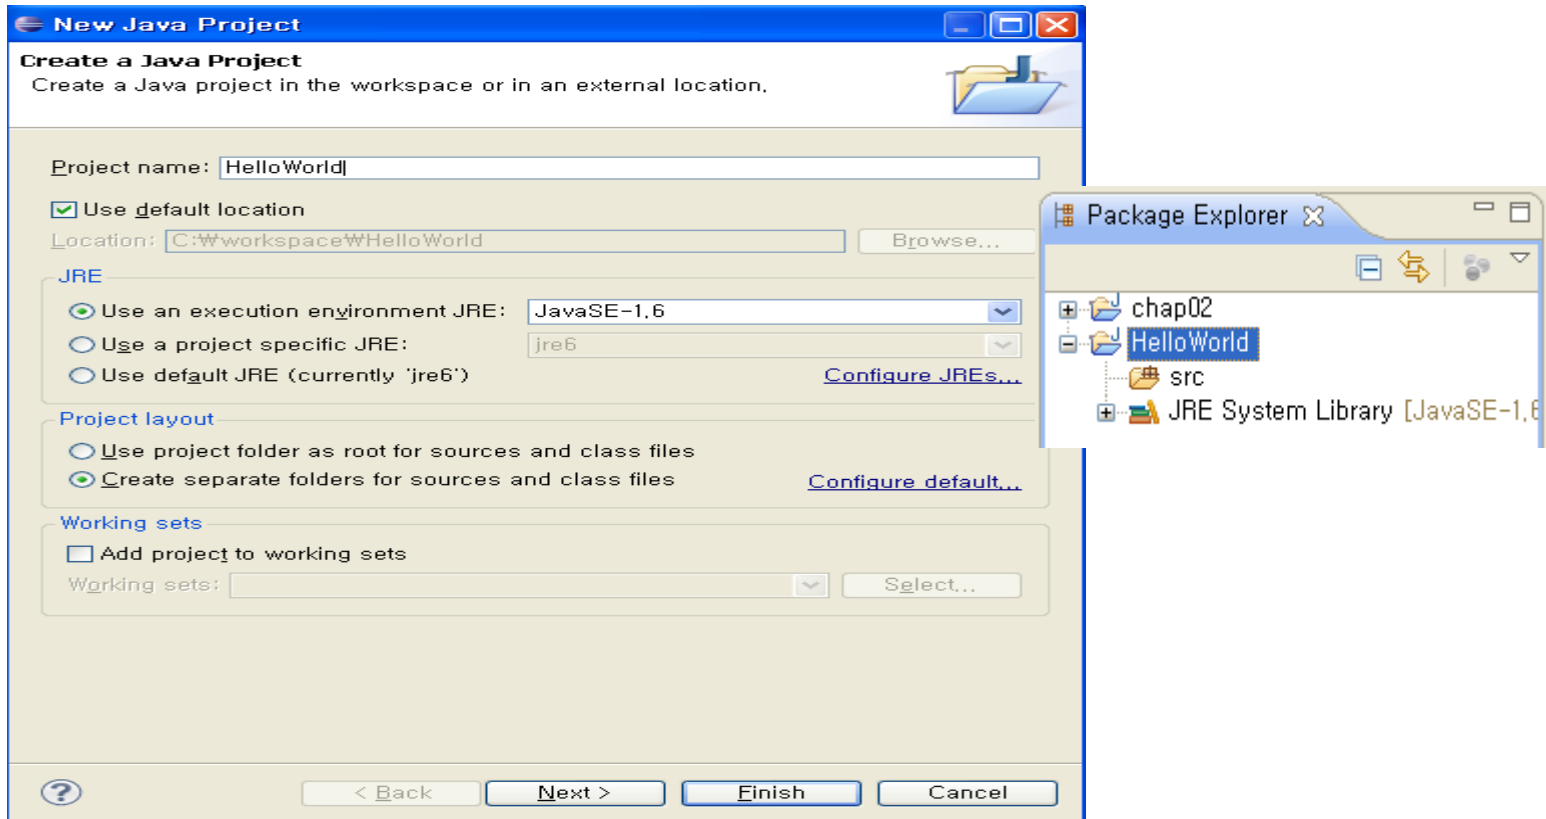 New Java Project
Create a Java Project
Create a Java project in the workspace or in an external location.
Project name: HelloWorld
Use default location
Location: C:₩workspace₩HelloWorld Browse...
JRE
Use an execution environment JRE: JavaSE-1.6
Use a project specific JRE: jre6
Use default JRE (currently 'jre6') Configure JREs...
Project layout
Use project folder as root for sources and class files
Create separate folders for sources and class files Configure default...
Working sets
Add project to working sets
Working sets: Select...
< Back Next > Finish Cancel
Package Explorer
chap02
HelloWorld
src
JRE System Library [JavaSE-1.6